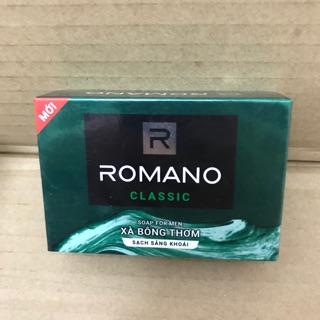 MỚI
R
ROMANO
CLASSIC
SOAP FOR MEN
XÀ BÔNG THƠM
SẠCH SẢNG KHOÁI